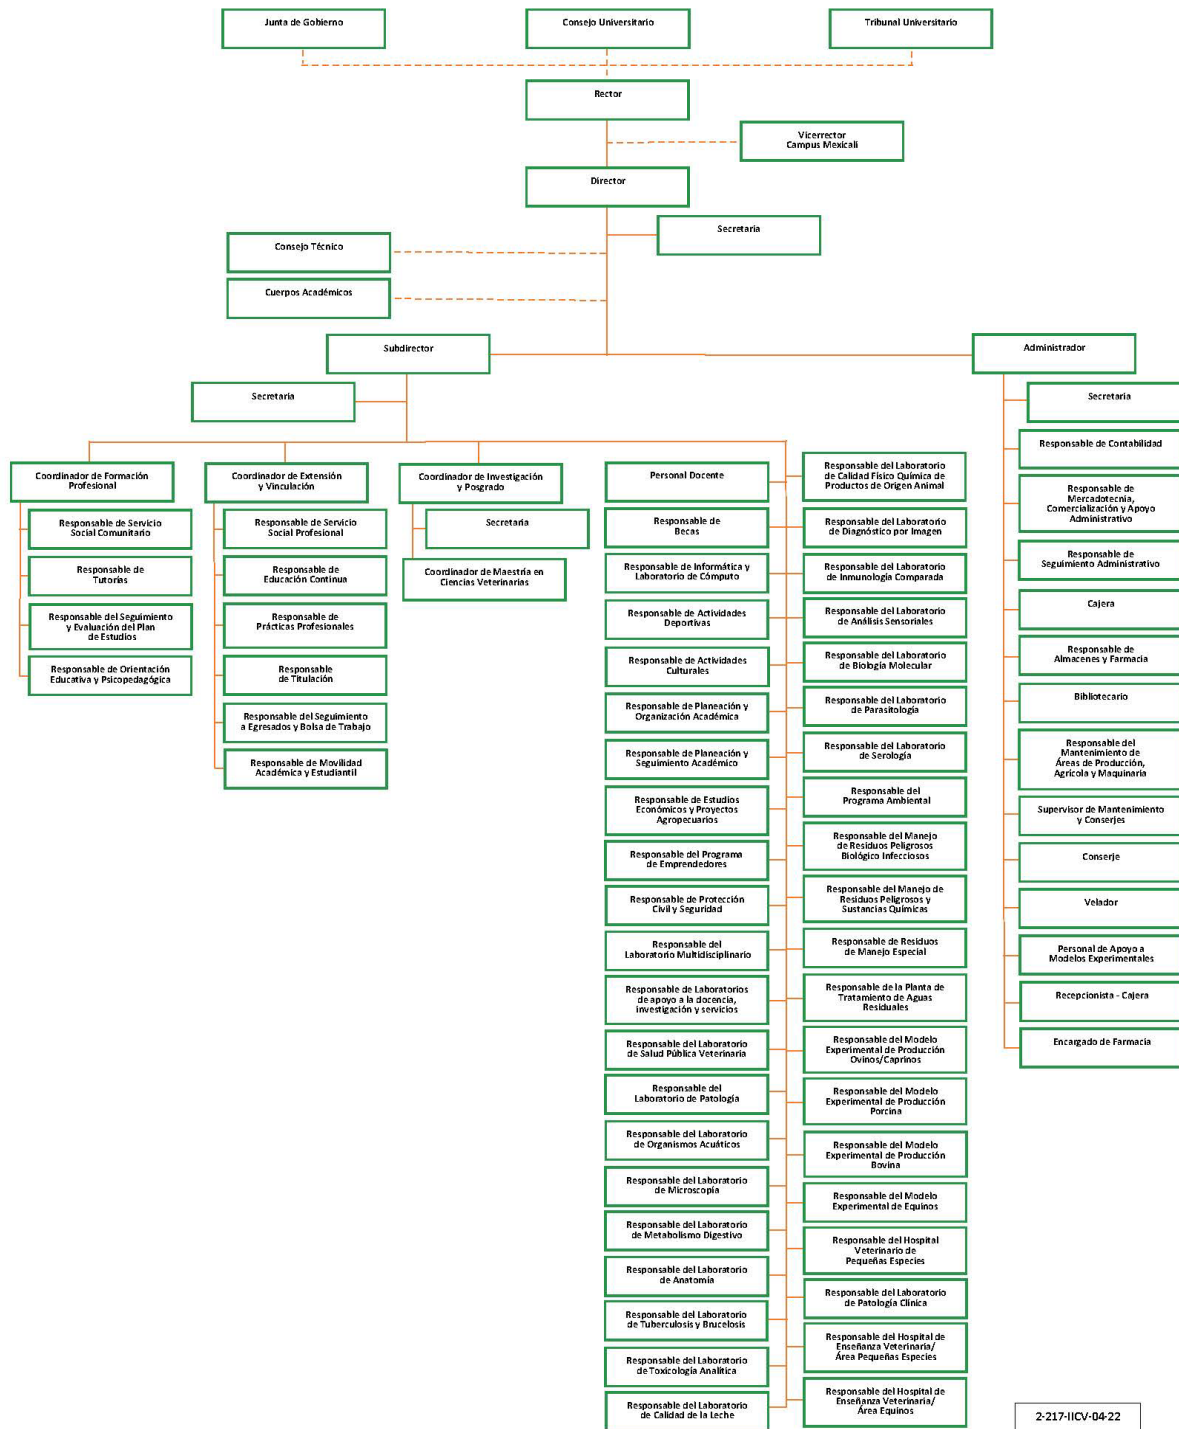 Junta de Gobierno
Consejo Universitario
Tribunal Universitario
Rector
Vicerrector
Campus Mexicali
Director
Secretaria
Consejo Técnico
Cuerpos Académicos
Subdirector
Administrador
Secretaria
Coordinador de Formación
Profesional
Responsable de Servicio
Social Comunitario
Responsable de
Tutorías
Responsable del Seguimiento
y Evaluación del Plan
de Estudios
Responsable de Orientación
Educativa y Psicopedagógica
Coordinador de Extensión
y Vinculación
Responsable de Servicio
Social Profesional
Responsable de
Educación Continua
Responsable de
Prácticas Profesionales
Responsable
de Titulación
Responsable del Seguimiento
a Egresados y Bolsa de Trabajo
Responsable de Movilidad
Académica y Estudiantil
Coordinador de Investigación
y Posgrado
Secretaria
Coordinador de Maestría en
Ciencias Veterinarias
Personal Docente
Responsable de
Becas
Responsable de Informática y
Laboratorio de Cómputo
Responsable de Actividades
Deportivas
Responsable de Actividades
Culturales
Responsable de Planeación y
Organización Académica
Responsable de Planeación y
Seguimiento Académico
Responsable de Estudios
Económicos y Proyectos
Agropecuarios
Responsable del Programa
de Emprendedores
Responsable de Protección
Civil y Seguridad
Responsable del
Laboratorio Multidisciplinario
Responsable de Laboratorios
de apoyo a la docencia,
investigación y servicios
Responsable del Laboratorio
de Salud Pública Veterinaria
Responsable del
Laboratorio de Patología
Responsable del Laboratorio
de Organismos Acuáticos
Responsable del Laboratorio
de Microscopía
Responsable del Laboratorio
de Metabolismo Digestivo
Responsable del Laboratorio
de Anatomía
Responsable del Laboratorio
de Tuberculosis y Brucelosis
Responsable del Laboratorio
de Toxicología Analítica
Responsable del Laboratorio
de Calidad de la Leche
Responsable del Laboratorio
de Calidad Físico Química de
Productos de Origen Animal
Responsable del Laboratorio
de Diagnóstico por Imagen
Responsable del Laboratorio
de Inmunología Comparada
Responsable del Laboratorio
de Análisis Sensoriales
Responsable del Laboratorio
de Biología Molecular
Responsable del Laboratorio
de Parasitología
Responsable del Laboratorio
de Serología
Responsable del
Programa Ambiental
Responsable del Manejo
de Residuos Peligrosos
Biológico Infecciosos
Responsable del Manejo de
Residuos Peligrosos y
Sustancias Químicas
Responsable de Residuos
de Manejo Especial
Responsable de la Planta de
Tratamiento de Aguas
Residuales
Responsable del Modelo
Experimental de Producción
Ovinos/Caprinos
Responsable del Modelo
Experimental de Producción
Porcina
Responsable del Modelo
Experimental de Producción
Bovina
Responsable del Modelo
Experimental de Equinos
Responsable del Hospital
Veterinario de
Pequeñas Especies
Responsable del Laboratorio
de Patología Clínica
Responsable del Hospital de
Enseñanza Veterinaria/
Área Pequeñas Especies
Responsable del Hospital de
Enseñanza Veterinaria/
Área Equinos
Secretaria
Responsable de Contabilidad
Responsable de
Mercadotecnia,
Comercialización y Apoyo
Administrativo
Responsable de
Seguimiento Administrativo
Cajera
Responsable de
Almacenes y Farmacia
Bibliotecario
Responsable del
Mantenimiento de
Áreas de Producción,
Agrícola y Maquinaria
Supervisor de Mantenimiento
y Conserjes
Conserje
Velador
Personal de Apoyo a
Modelos Experimentales
Recepcionista - Cajera
Encargado de Farmacia
2-217-IICV-04-22